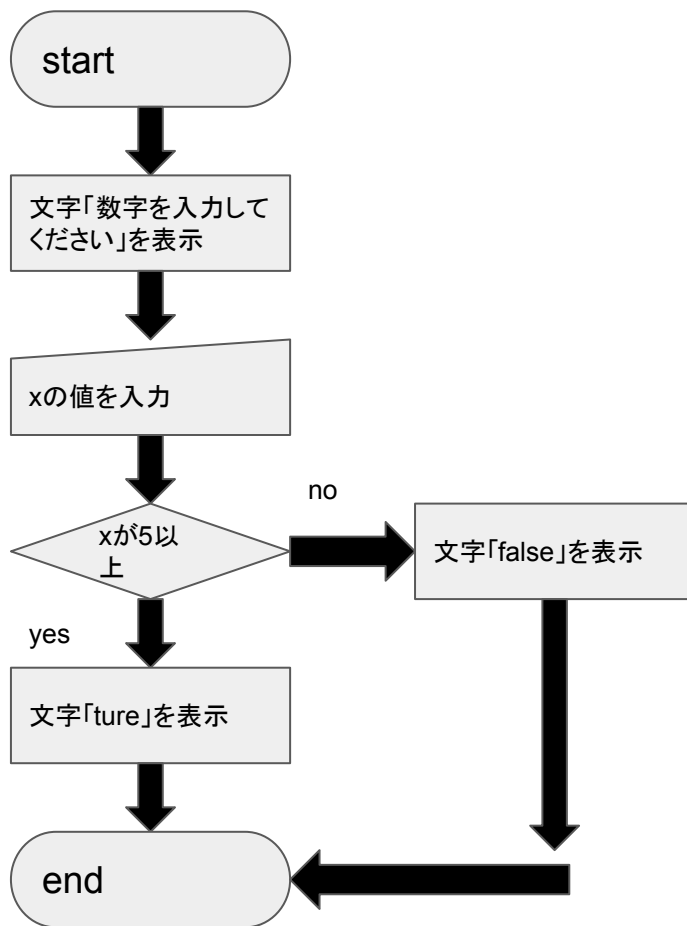 start
文字「数字を入力して
ください」を表示
xの値を入力
no
xが5以
上
文字「false」を表示
yes
文字「ture」を表示
end